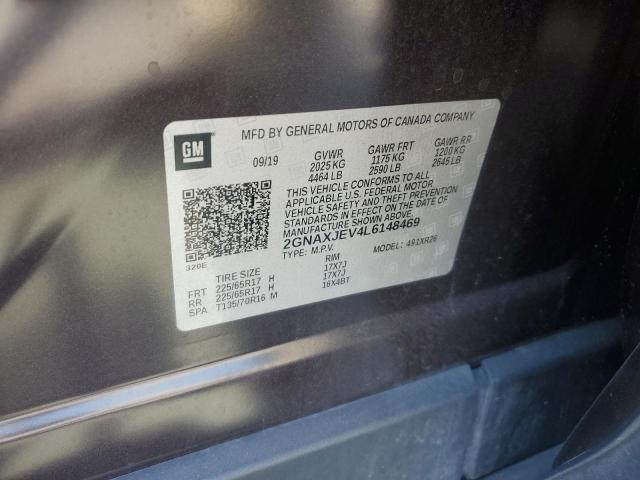 GM
MFD BY GENERAL MOTORS OF CANADA COMPANY
09/19 GVWR GAWR FRT GAWR RR
2025 KG 1175 KG 1200 KG
4464 LB 2590 LB 2645 LB
THIS VEHICLE CONFORMS TO ALL
APPLICABLE U.S. FEDERAL MOTOR
VEHICLE SAFETY AND THEFT PREVENTION
STANDARDS IN EFFECT ON THE DATE OF
MANUFACTURE SHOWN ABOVE.
2GNAXJEV4L6148469
TYPE: M.P.V. MODEL: 491XR26
320E
TIRE SIZE RIM
FRT 225/65R17 H 17X7J
RR 225/65R17 H 17X7J
SPA T135/70R16 M 16X4BT